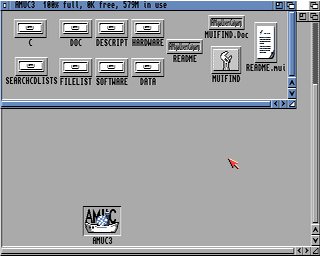 AMUC3 100% full, 0K free, 579M in use
MUIFIND.Doc
C DOC DESCRIPT HARDWARE
README
README.mui
SEARCHCDLISTS FILELIST SOFTWARE DATA
MUIFIND
AMUC
AMUC3